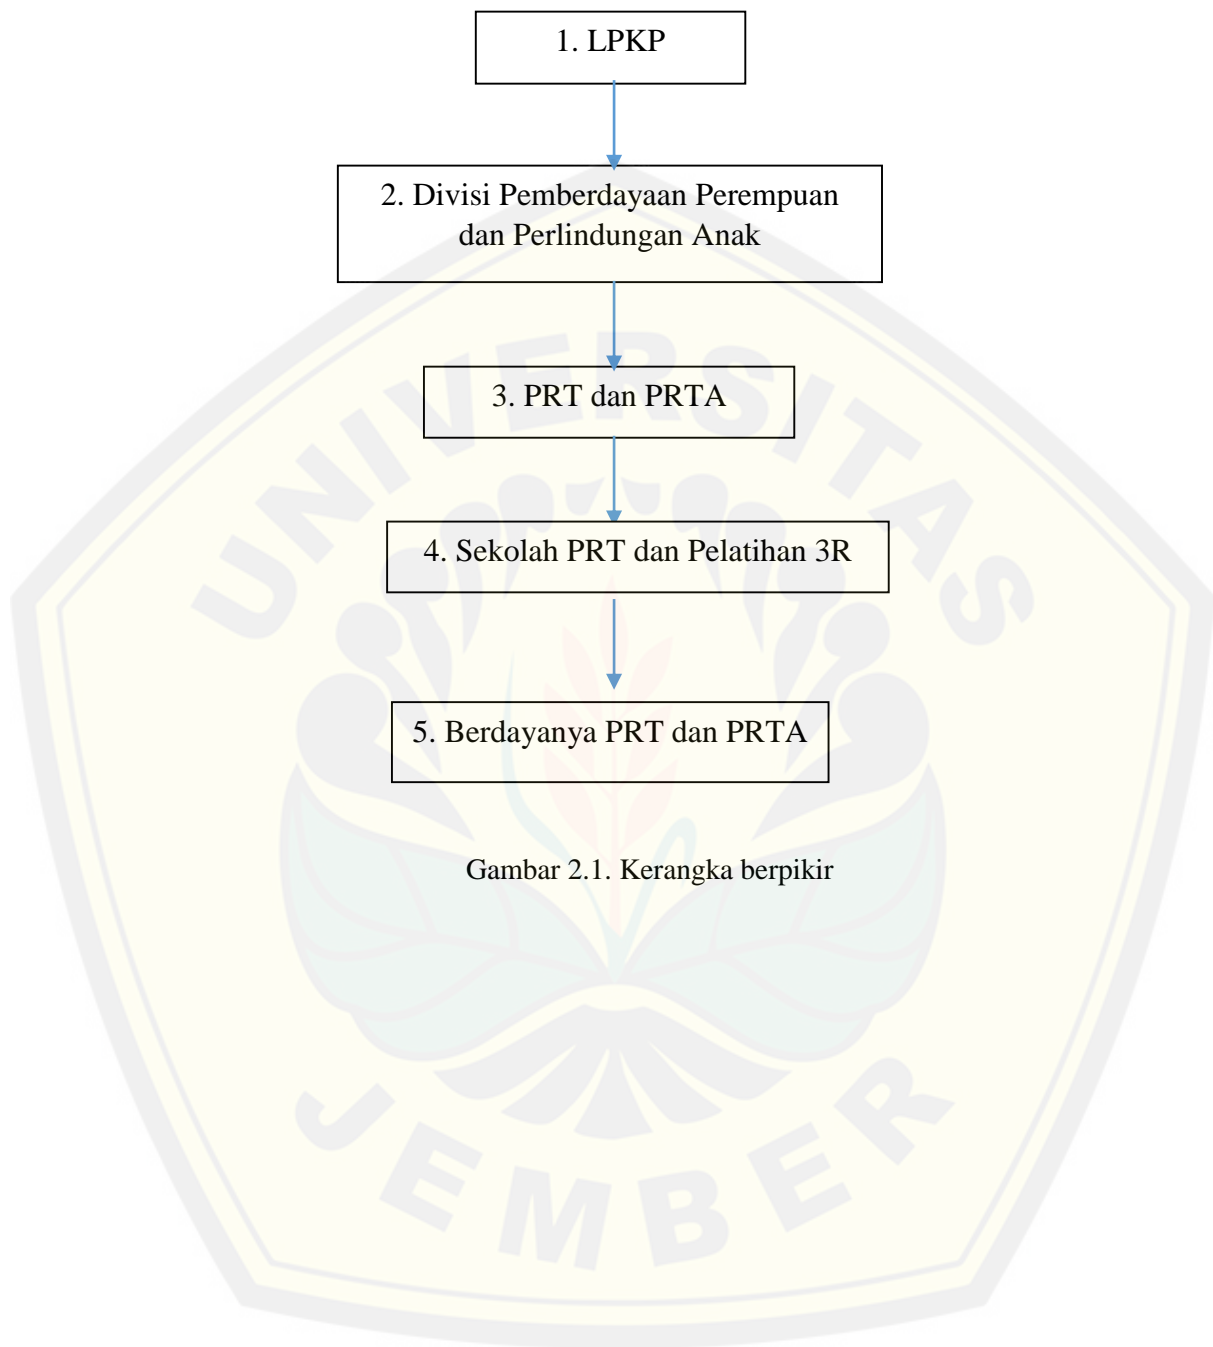 1. LPKP
2. Divisi Pemberdayaan Perempuan
dan Perlindungan Anak
3. PRT dan PRTA
4. Sekolah PRT dan Pelatihan 3R
5. Berdayanya PRT dan PRTA
Gambar 2.1. Kerangka berpikir
UNIVERSITAS
JEMBER